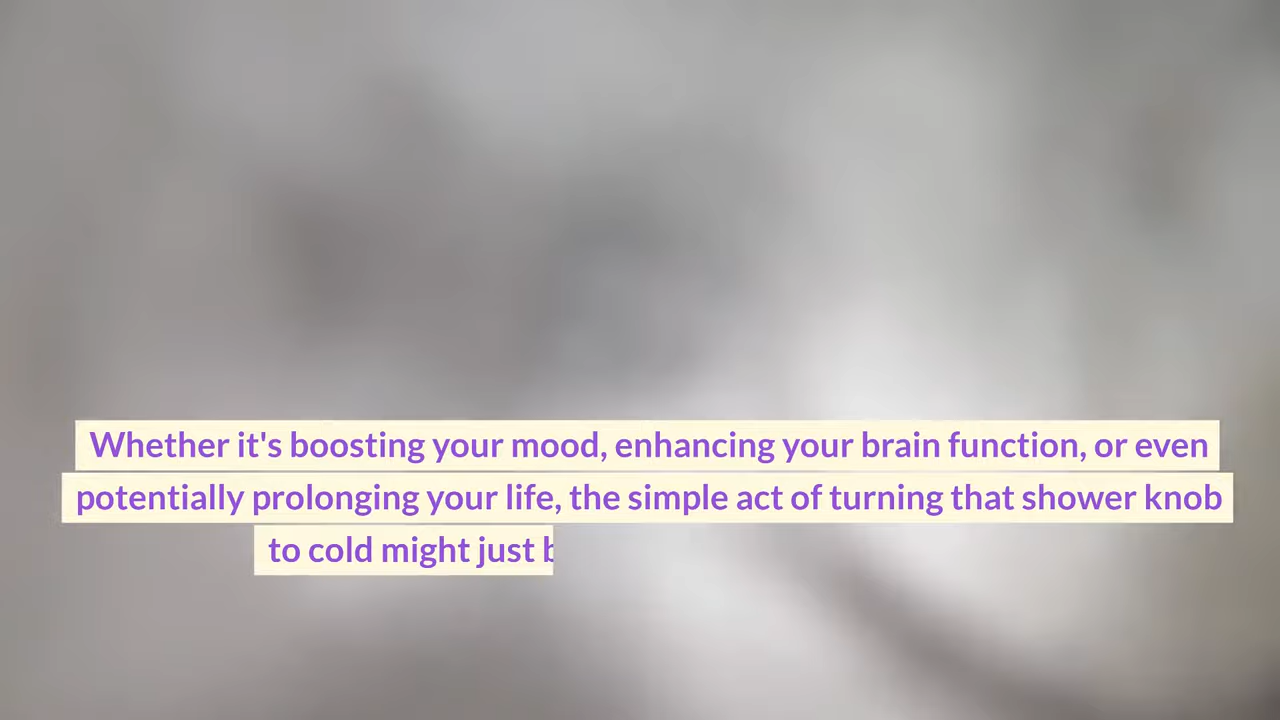 Whether it's boosting your mood, enhancing your brain function, or even
potentially prolonging your life, the simple act of turning that shower knob
to cold might just